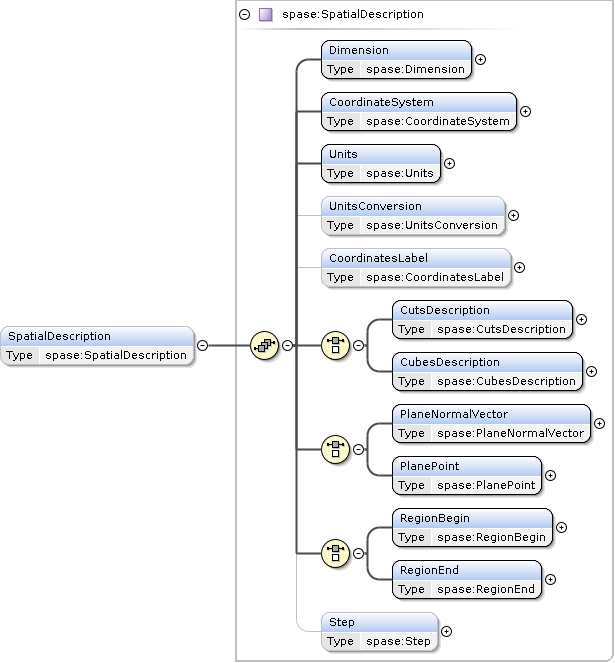 spase:SpatialDescription
Dimension
Type spase:Dimension
CoordinateSystem
Type spase:CoordinateSystem
Units
Type spase:Units
UnitsConversion
Type spase:UnitsConversion
CoordinatesLabel
Type spase:CoordinatesLabel
SpatialDescription
Type spase:SpatialDescription
CutsDescription
Type spase:CutsDescription
CubesDescription
Type spase:CubesDescription
PlaneNormalVector
Type spase:PlaneNormalVector
PlanePoint
Type spase:PlanePoint
RegionBegin
Type spase:RegionBegin
RegionEnd
Type spase:RegionEnd
Step
Type spase:Step